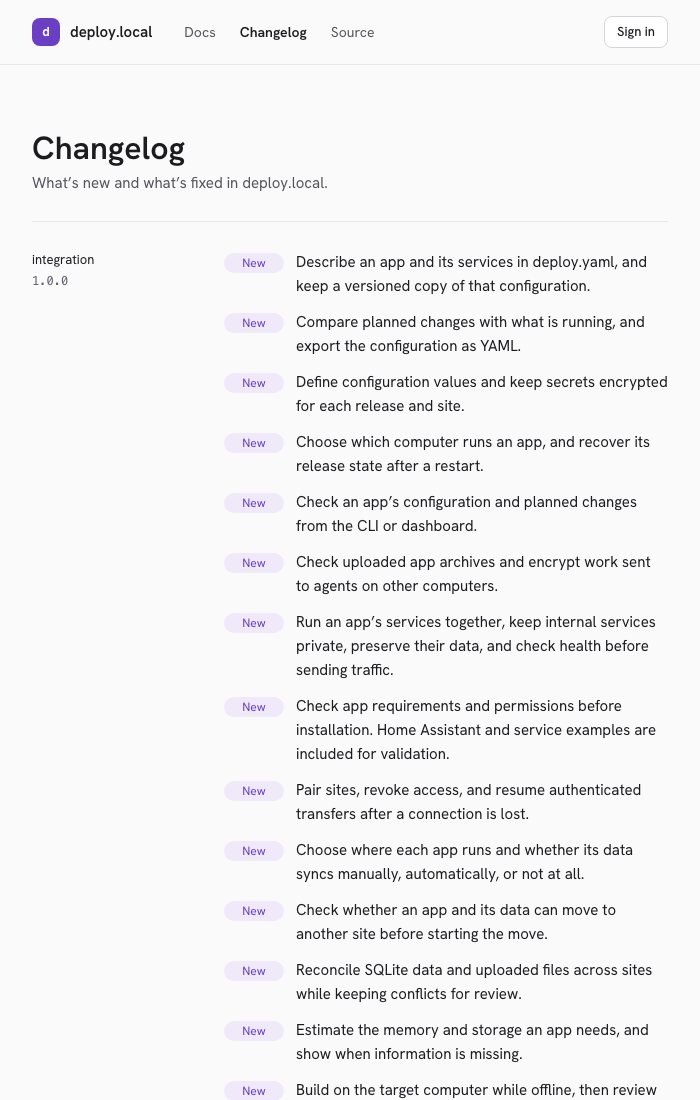 d deploy.local Docs Changelog Source Sign in
Changelog
What’s new and what’s fixed in deploy.local.
integration
1.0.0
New Describe an app and its services in deploy.yaml, and
keep a versioned copy of that configuration.
New Compare planned changes with what is running, and
export the configuration as YAML.
New Define configuration values and keep secrets encrypted
for each release and site.
New Choose which computer runs an app, and recover its
release state after a restart.
New Check an app’s configuration and planned changes
from the CLI or dashboard.
New Check uploaded app archives and encrypt work sent
to agents on other computers.
New Run an app’s services together, keep internal services
private, preserve their data, and check health before
sending traffic.
New Check app requirements and permissions before
installation. Home Assistant and service examples are
included for validation.
New Pair sites, revoke access, and resume authenticated
transfers after a connection is lost.
New Choose where each app runs and whether its data
syncs manually, automatically, or not at all.
New Check whether an app and its data can move to
another site before starting the move.
New Reconcile SQLite data and uploaded files across sites
while keeping conflicts for review.
New Estimate the memory and storage an app needs, and
show when information is missing.
New Build on the target computer while offline, then review